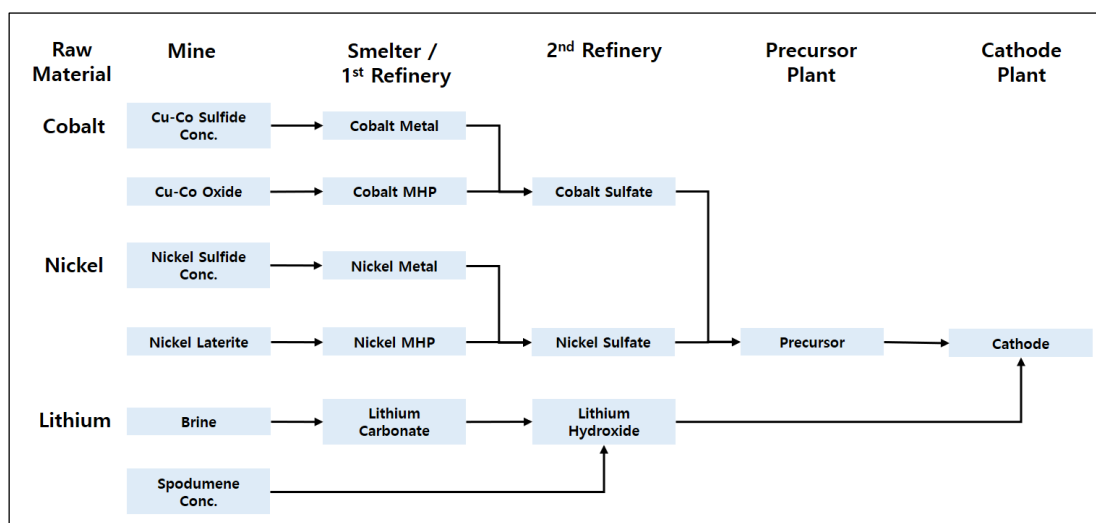 Raw
Material
Mine
Smelter /
1st Refinery
2nd Refinery
Precursor
Plant
Cathode
Plant
Cobalt
Cu-Co Sulfide
Conc.
Cobalt Metal
Cu-Co Oxide
Cobalt MHP
Cobalt Sulfate
Nickel
Nickel Sulfide
Conc.
Nickel Metal
Nickel Laterite
Nickel MHP
Nickel Sulfate
Precursor
Cathode
Lithium
Brine
Lithium
Carbonate
Lithium
Hydroxide
Spodumene
Conc.